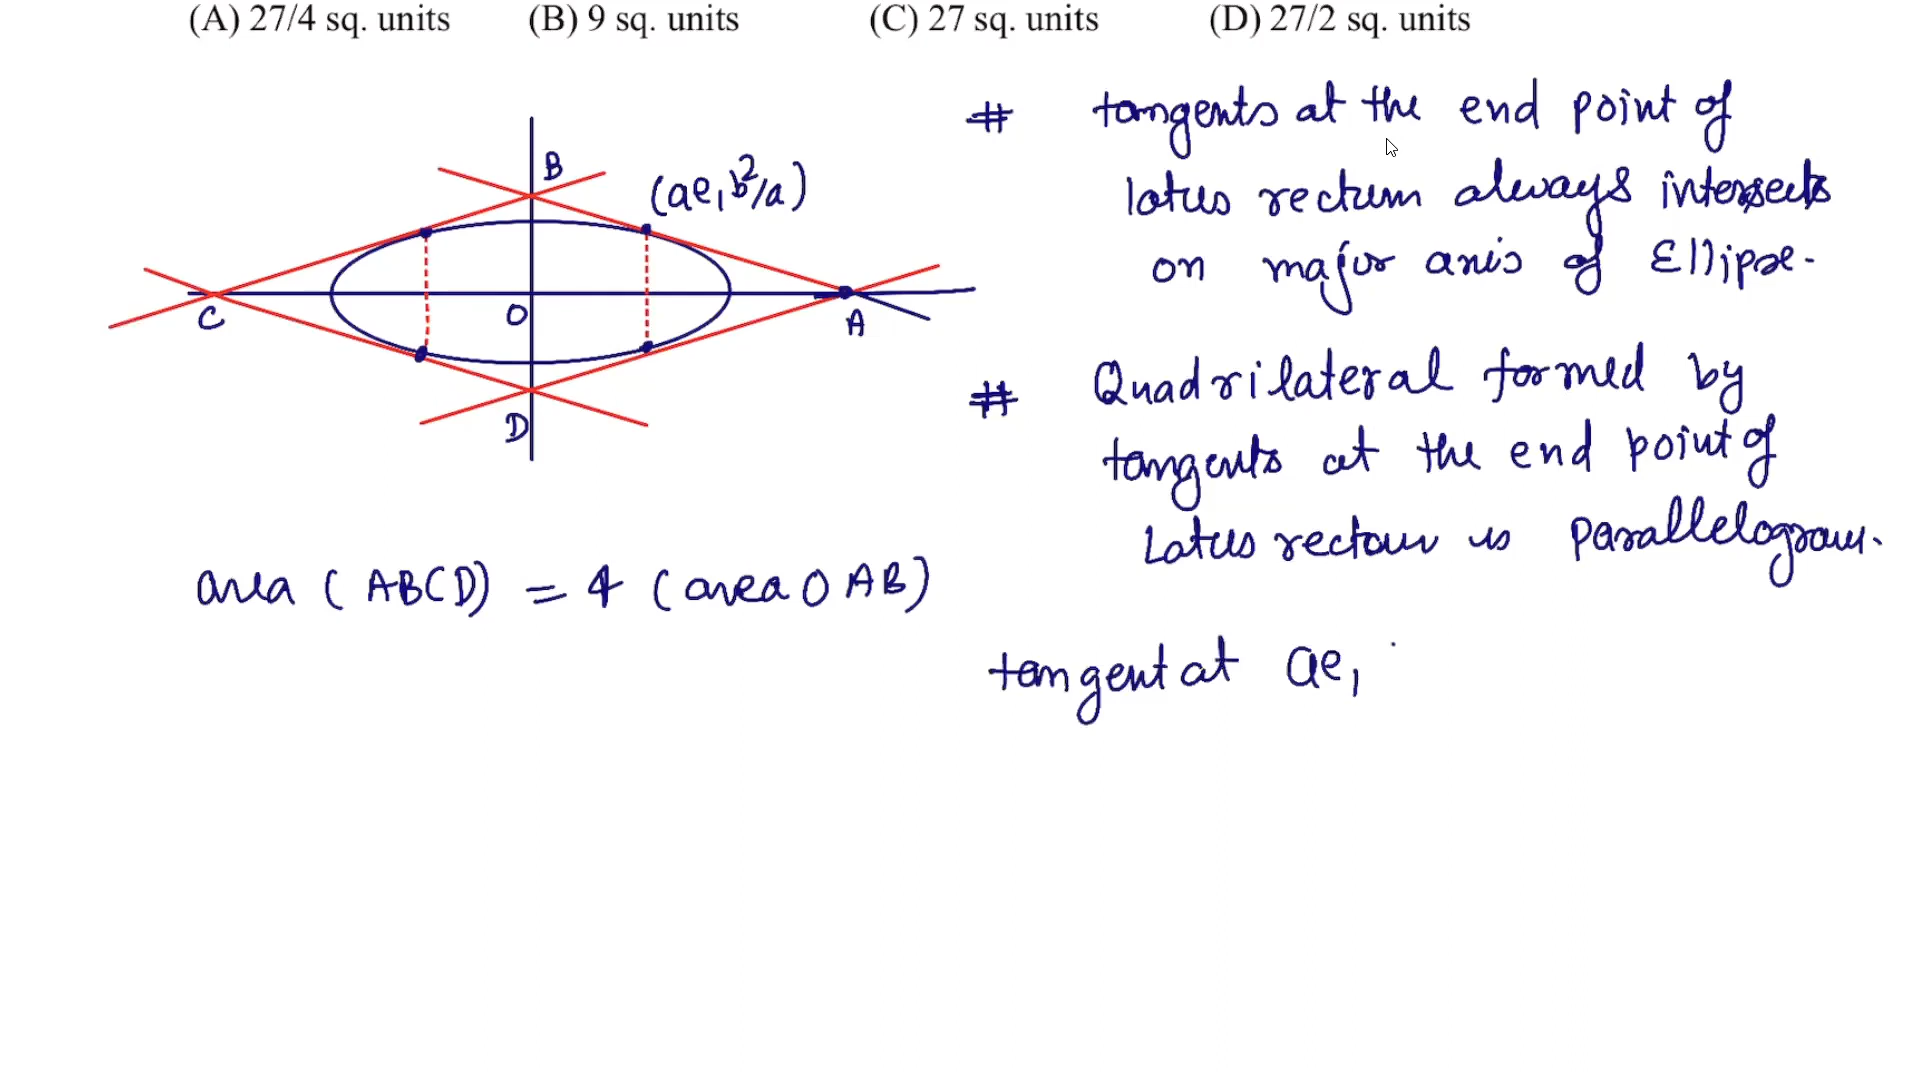 (A) 27/4 sq. units (B) 9 sq. units (C) 27 sq. units (D) 27/2 sq. units
# tangents at the end point of
latus rectum always intersects
on major axis of Ellipse.
B
(ae, b²/a)
C
O
A
D
# Quadrilateral formed by
tangents at the end point of
Latus rectum is parallelogram.
area (ABCD) = 4 (area OAB)
tangent at ae,